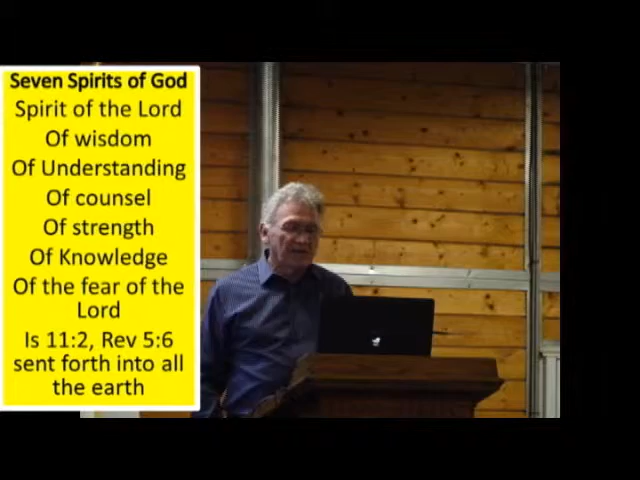 Seven Spirits of God
Spirit of the Lord
Of wisdom
Of Understanding
Of counsel
Of strength
Of Knowledge
Of the fear of the
Lord
Is 11:2, Rev 5:6
sent forth into all
the earth